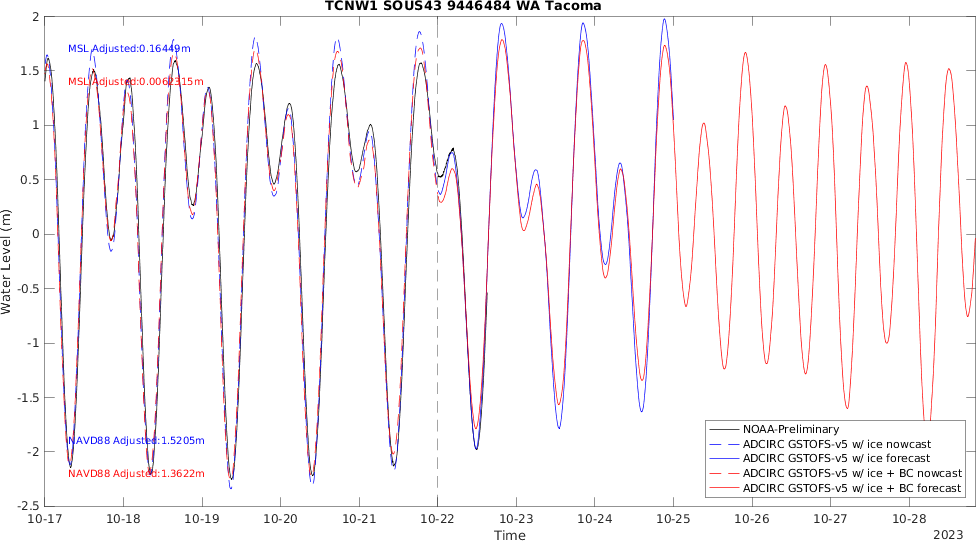 TCNW1 SOUS43 9446484 WA Tacoma
2
1.5
1
0.5
0
-0.5
-1
-1.5
-2
-2.5
Water Level (m)
MSL Adjusted:0.16449m
MSL Adjusted:0.0062315m
NAVD88 Adjusted:1.5205m
NAVD88 Adjusted:1.3622m
NOAA-Preliminary
ADCIRC GSTOFS-v5 w/ ice nowcast
ADCIRC GSTOFS-v5 w/ ice forecast
ADCIRC GSTOFS-v5 w/ ice + BC nowcast
ADCIRC GSTOFS-v5 w/ ice + BC forecast
10-17 10-18 10-19 10-20 10-21 10-22 10-23 10-24 10-25 10-26 10-27 10-28
Time
2023